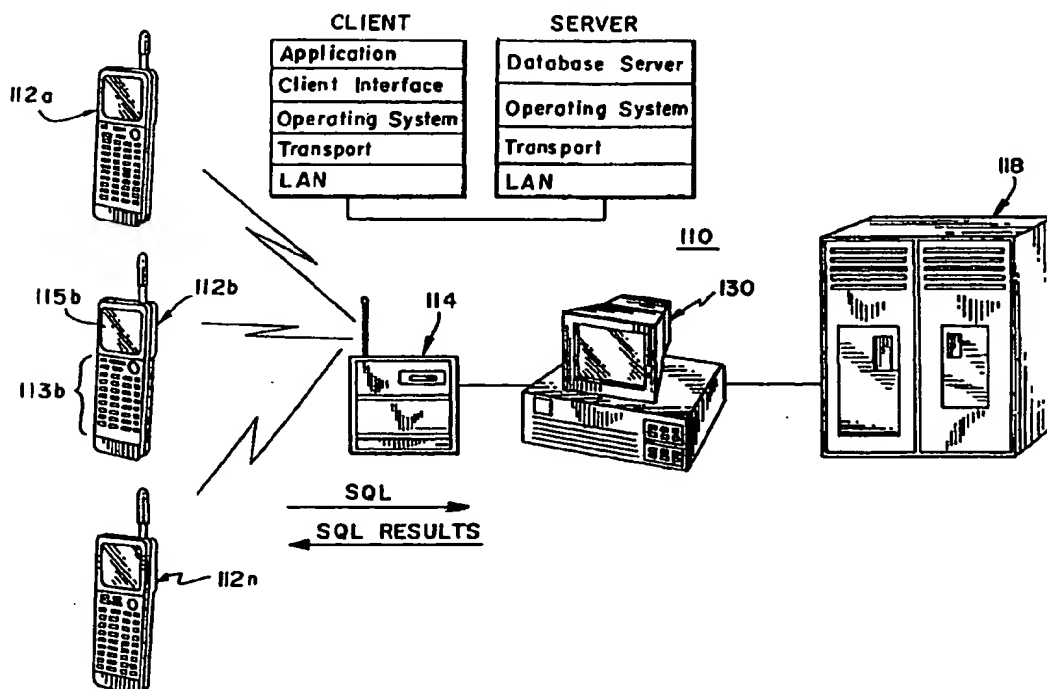 CLIENT
Application
Client Interface
Operating System
Transport
LAN
SERVER
Database Server
Operating System
Transport
LAN
112a
118
110
130
114
115b
112b
113b
SQL
SQL RESULTS
112n